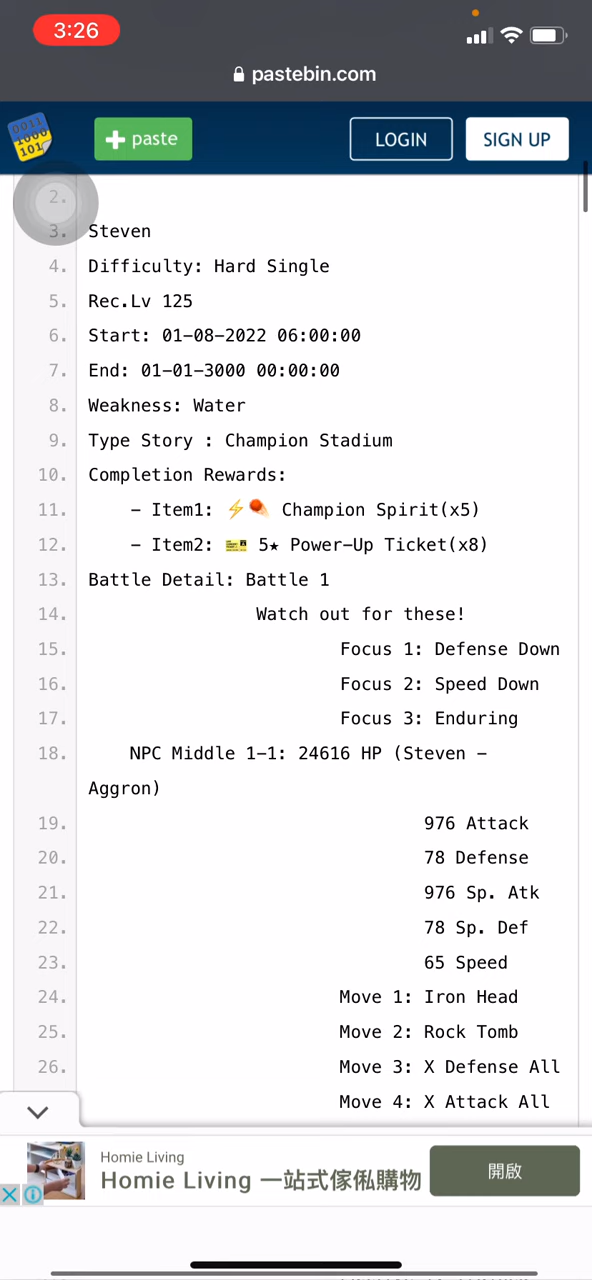 3:26
pastebin.com
0011
1000
101
paste
LOGIN
SIGN UP
2.
3. Steven
4. Difficulty: Hard Single
5. Rec.Lv 125
6. Start: 01-08-2022 06:00:00
7. End: 01-01-3000 00:00:00
8. Weakness: Water
9. Type Story : Champion Stadium
10. Completion Rewards:
11. - Item1: ⚡☄️ Champion Spirit(x5)
12. - Item2: 🎫 5★ Power-Up Ticket(x8)
13. Battle Detail: Battle 1
14. Watch out for these!
15. Focus 1: Defense Down
16. Focus 2: Speed Down
17. Focus 3: Enduring
18. NPC Middle 1-1: 24616 HP (Steven -
Aggron)
19. 976 Attack
20. 78 Defense
21. 976 Sp. Atk
22. 78 Sp. Def
23. 65 Speed
24. Move 1: Iron Head
25. Move 2: Rock Tomb
26. Move 3: X Defense All
Move 4: X Attack All
Homie Living
Homie Living 一站式傢俬購物
開啟